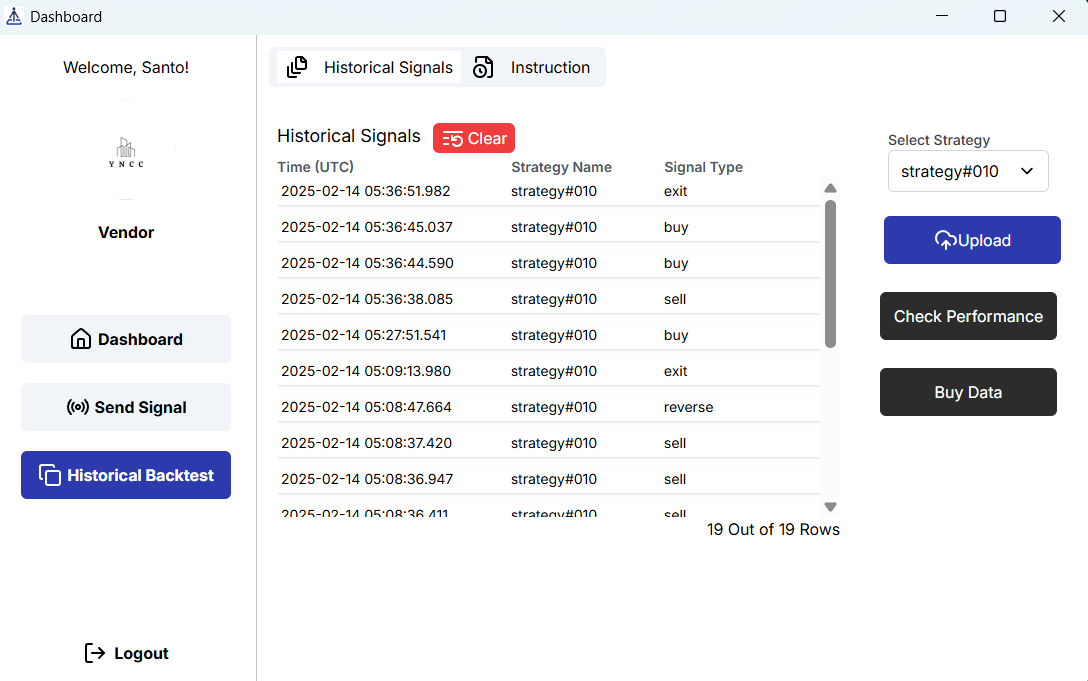 Dashboard
Welcome, Santo!
YNCC
Vendor
Dashboard
Send Signal
Historical Backtest
Logout
Historical Signals Instruction
Historical Signals Clear
Time (UTC) Strategy Name Signal Type
2025-02-14 05:36:51.982 strategy#010 exit
2025-02-14 05:36:45.037 strategy#010 buy
2025-02-14 05:36:44.590 strategy#010 buy
2025-02-14 05:36:38.085 strategy#010 sell
2025-02-14 05:27:51.541 strategy#010 buy
2025-02-14 05:09:13.980 strategy#010 exit
2025-02-14 05:08:47.664 strategy#010 reverse
2025-02-14 05:08:37.420 strategy#010 sell
2025-02-14 05:08:36.947 strategy#010 sell
2025-02-14 05:08:36.411 strategy#010 sell
19 Out of 19 Rows
Select Strategy
strategy#010
Upload
Check Performance
Buy Data